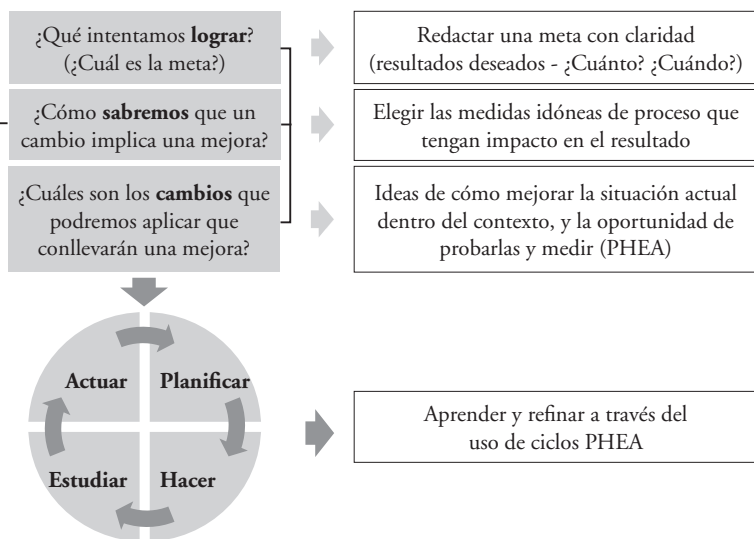 ¿Qué intentamos lograr?
(¿Cuál es la meta?)
Redactar una meta con claridad
(resultados deseados - ¿Cuánto? ¿Cuándo?)
¿Cómo sabremos que un
cambio implica una mejora?
Elegir las medidas idóneas de proceso que
tengan impacto en el resultado
¿Cuáles son los cambios que
podremos aplicar que
conllevarán una mejora?
Ideas de cómo mejorar la situación actual
dentro del contexto, y la oportunidad de
probarlas y medir (PHEA)
Actuar
Planificar
Estudiar
Hacer
Aprender y refinar a través del
uso de ciclos PHEA